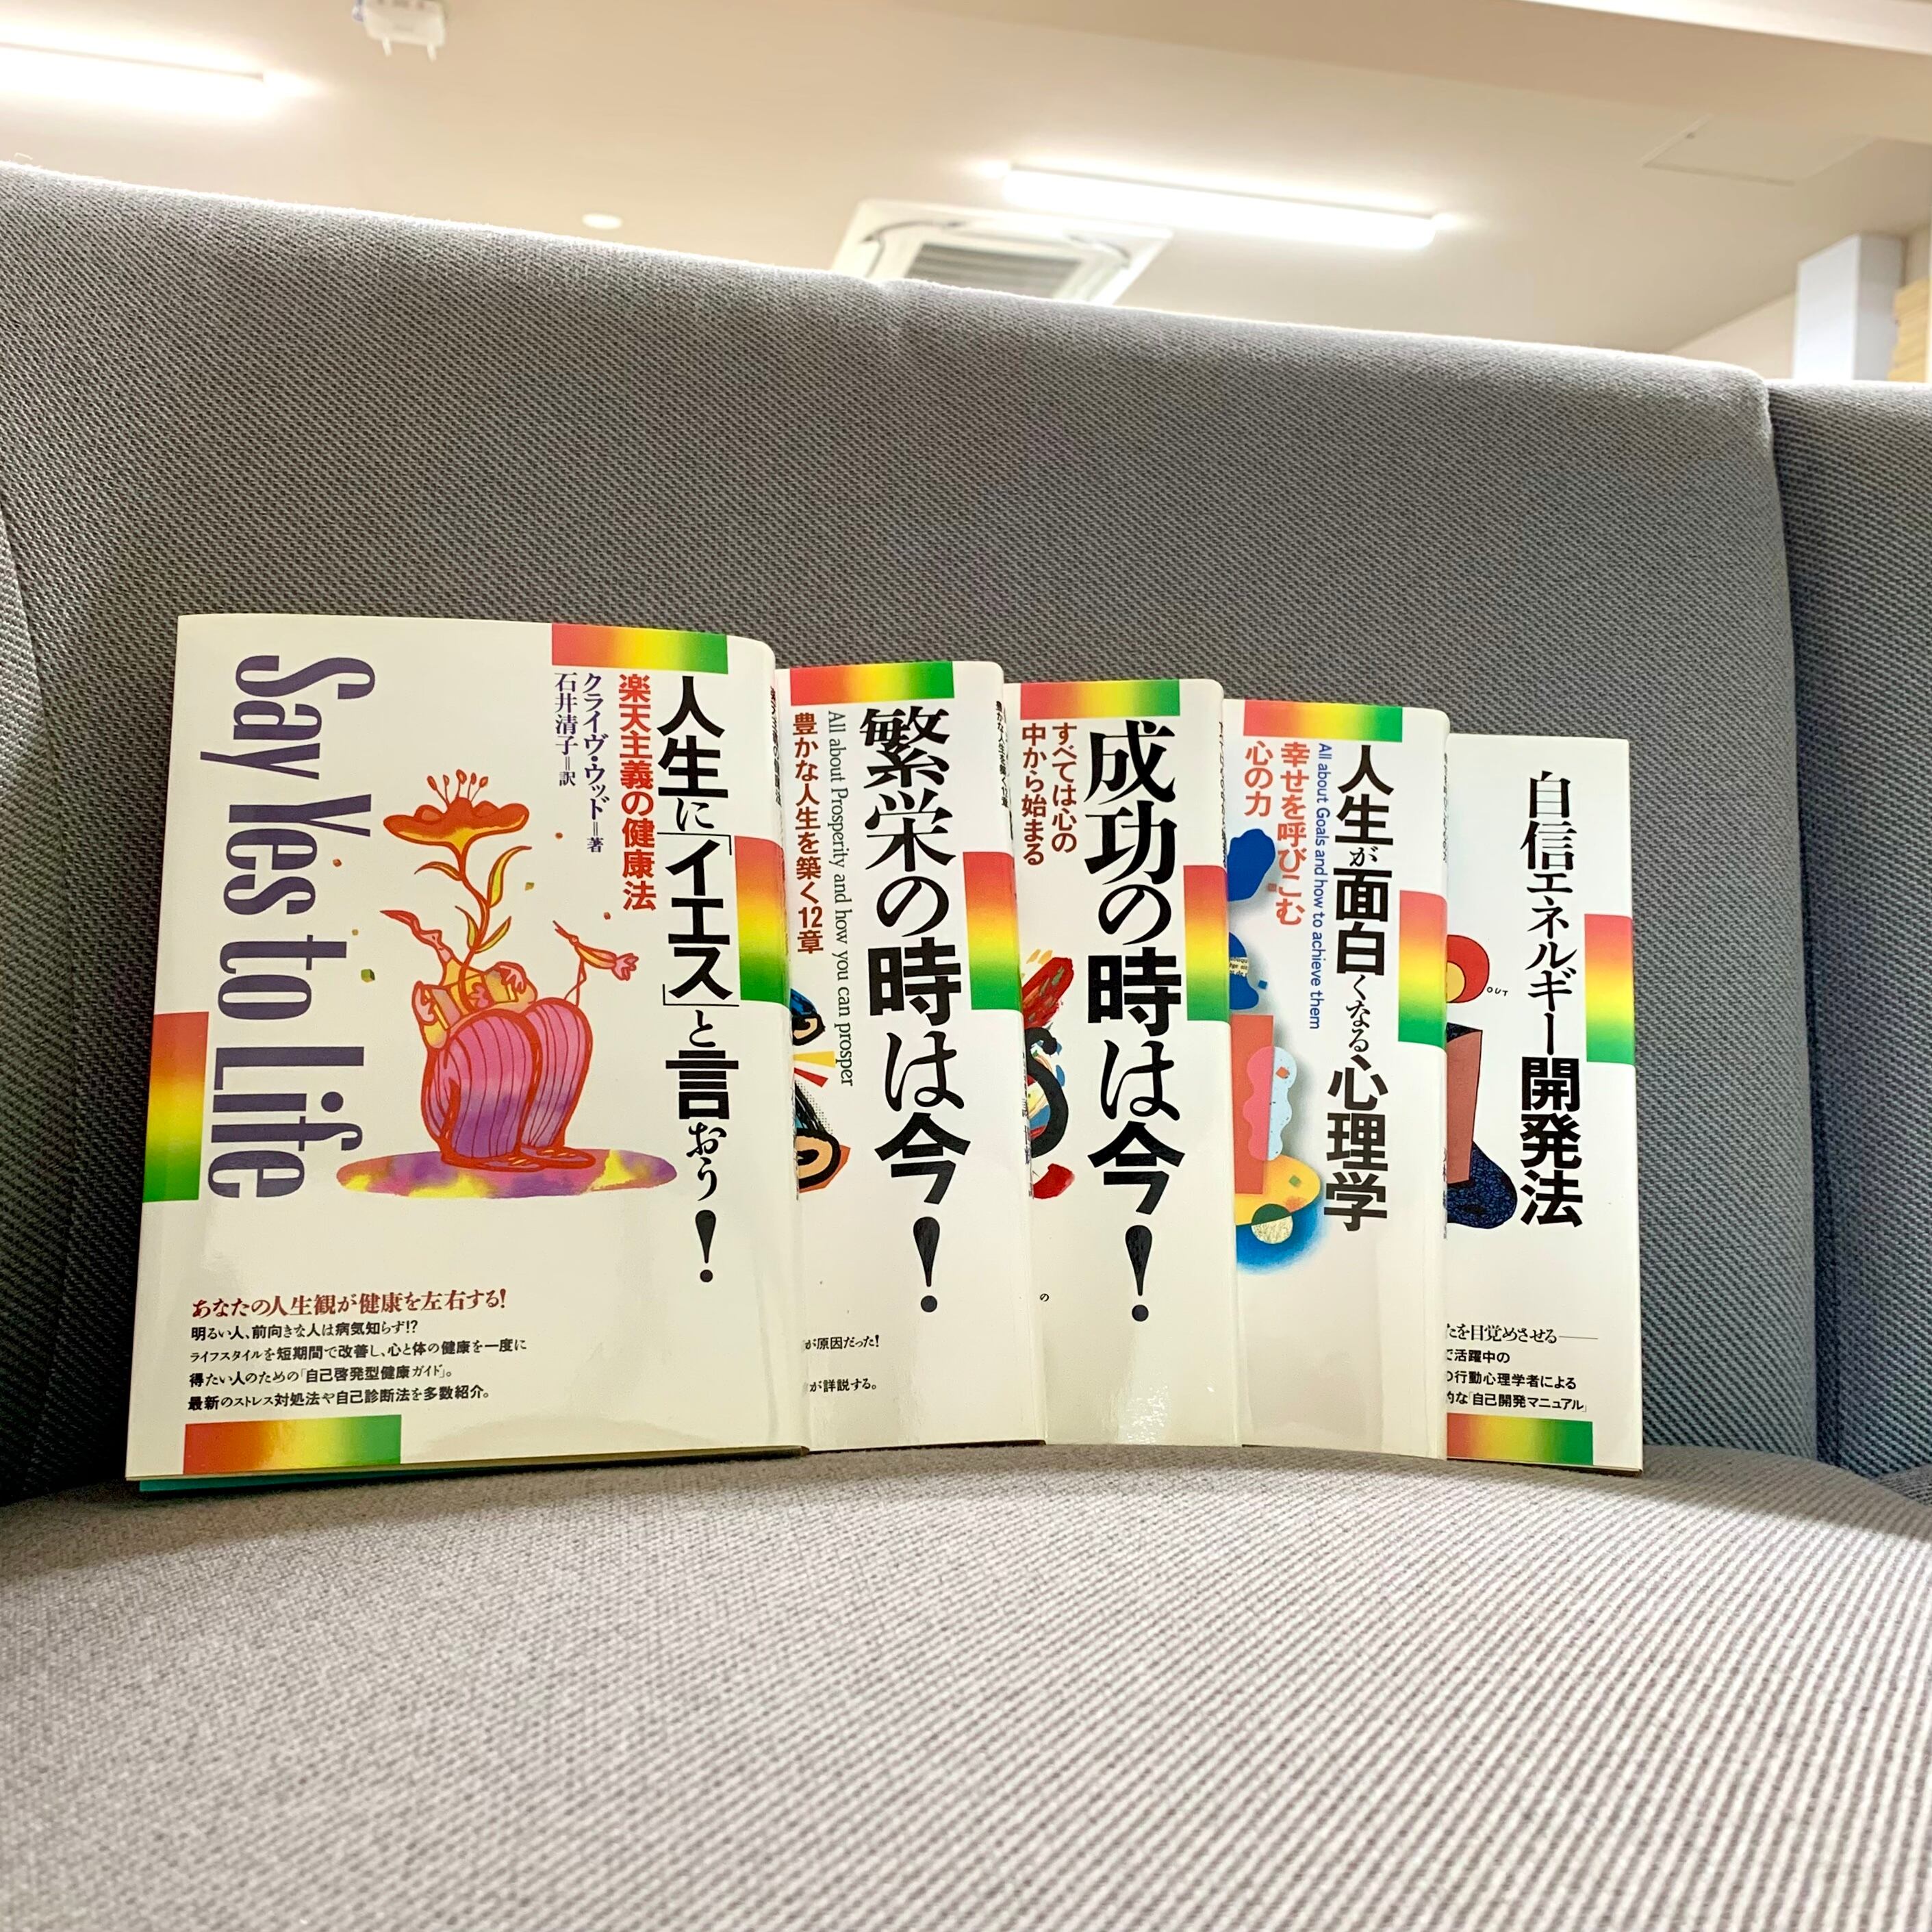 Say Yes to Life
人生に「イエス」と言おう！
楽天主義の健康法
クライヴ・ウッド＝著
石井清子＝訳
あなたの人生観が健康を左右する！
明るい人、前向きな人は病気知らず!?
ライフスタイルを短期間で改善し、心と体の健康を一度に
得たい人のための「自己啓発型健康ガイド」。
最新のストレス対処法や自己診断法を多数紹介。
繁栄の時は今！
All about Prosperity and how you can prosper
豊かな人生を築く12章
が原因だった！
が詳説する。
成功の時は今！
すべては心の
中から始まる
の
人生が面白くなる心理学
All about Goals and how to achieve them
幸せを呼びこむ
心の力
自信エネルギー開発法
OUT
たを目覚めさせる――
で活躍中の
の行動心理学者による
的な「自己開発マニュアル」